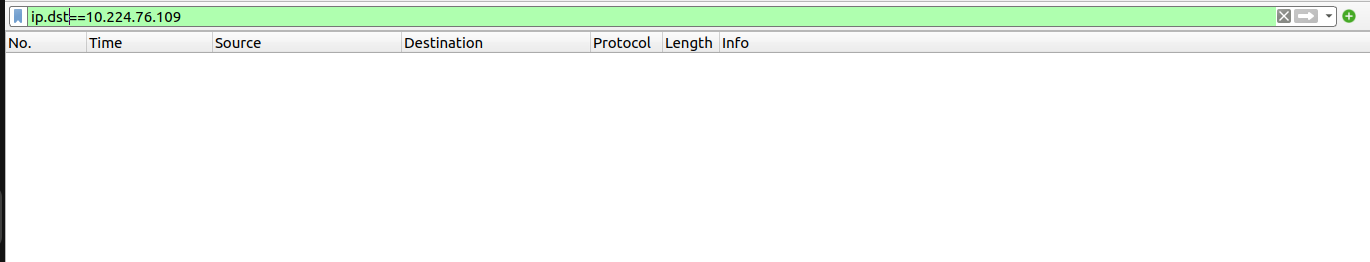 ip.dst==10.224.76.109
No. Time Source Destination Protocol Length Info